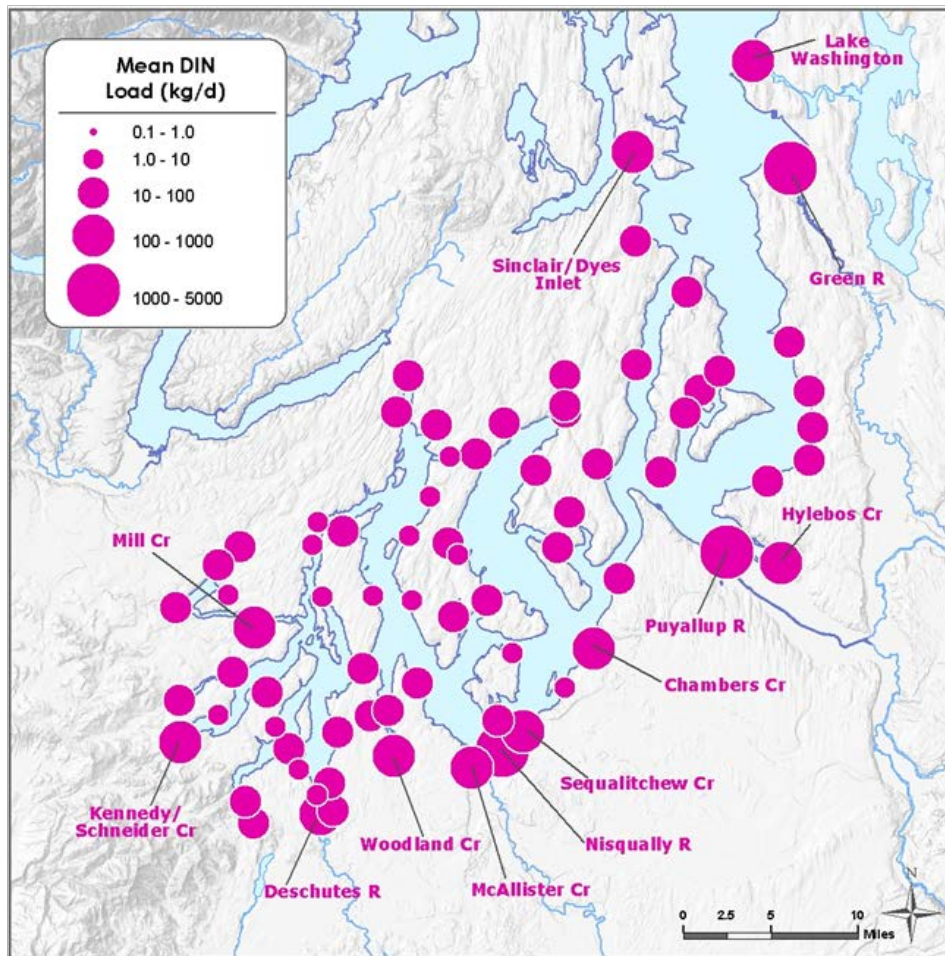 Mean DIN
Load (kg/d)
0.1 - 1.0
1.0 - 10
10 - 100
100 - 1000
1000 - 5000
Lake
Washington
Sinclair/Dyes
Inlet
Green R
Mill Cr
Hylebos Cr
Puyallup R
Chambers Cr
Kennedy/
Schneider Cr
Sequalitchew Cr
Woodland Cr
Nisqually R
Deschutes R
McAllister Cr
N
0 2.5 5 10
Miles